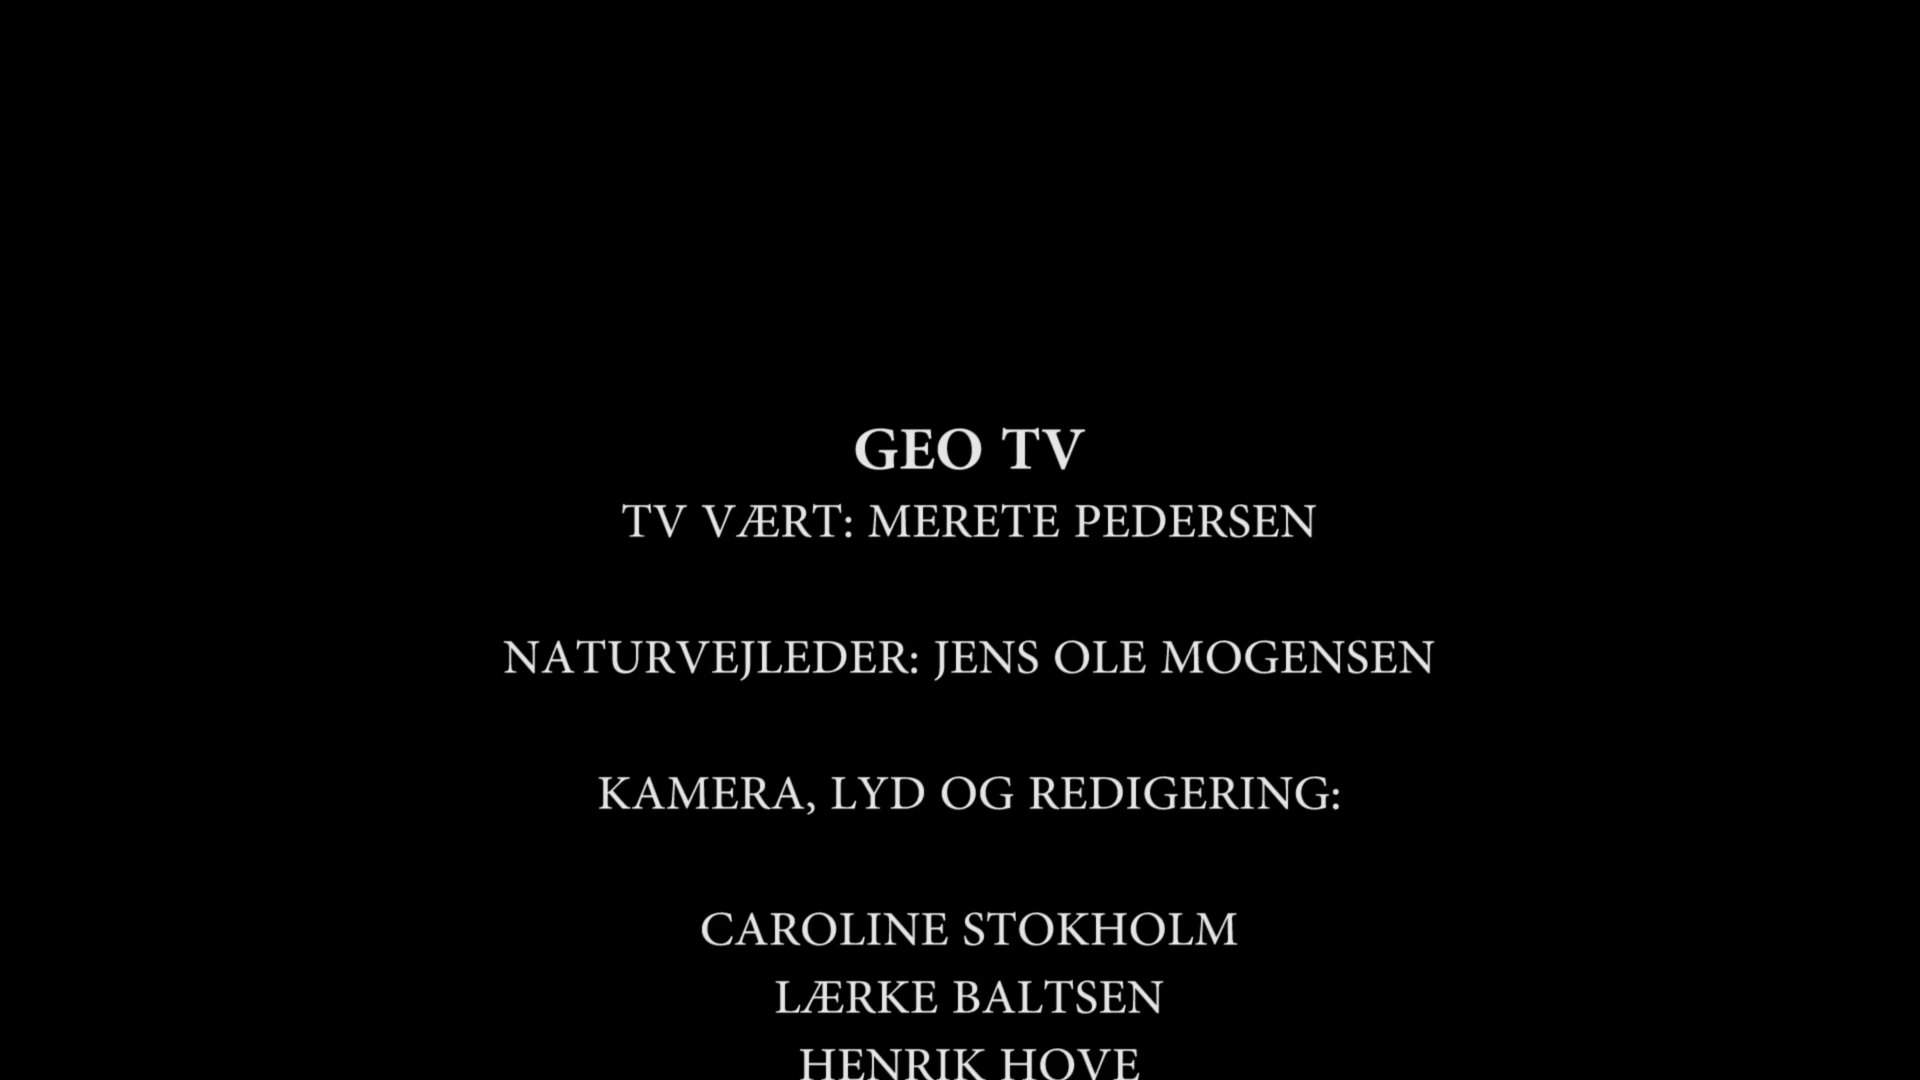 GEO TV
TV VÆRT: MERETE PEDERSEN
NATURVEJLEDER: JENS OLE MOGENSEN
KAMERA, LYD OG REDIGERING:
CAROLINE STOKHOLM
LÆRKE BALTSEN
HENRIK HOVE